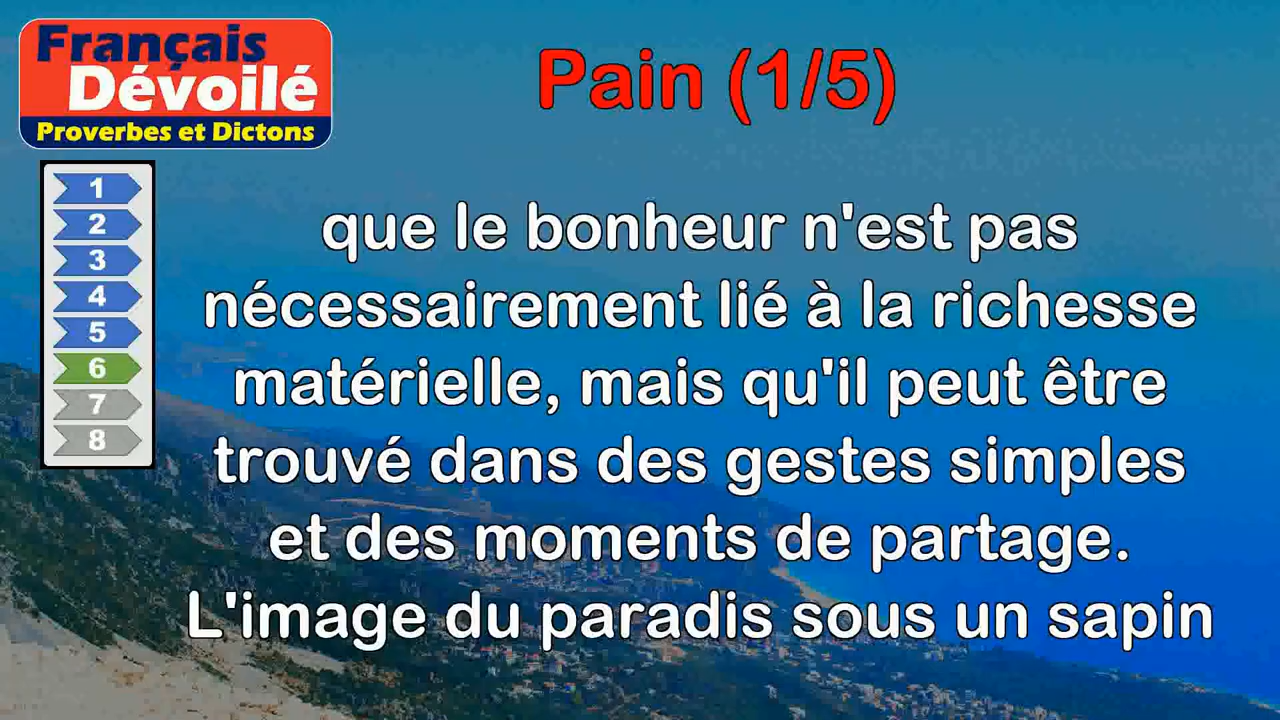 Français
Dévoilé
Proverbes et Dictons
Pain (1/5)
1
2
3
4
5
6
7
8
que le bonheur n'est pas
nécessairement lié à la richesse
matérielle, mais qu'il peut être
trouvé dans des gestes simples
et des moments de partage.
L'image du paradis sous un sapin